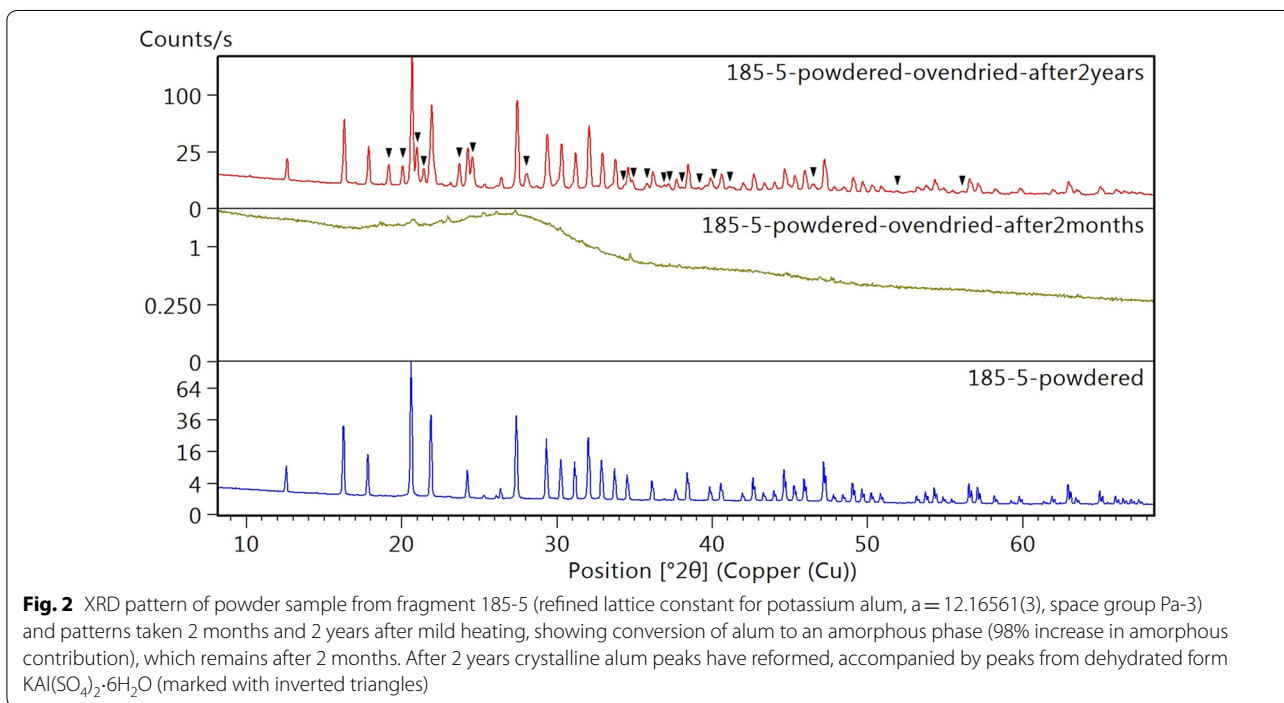 Counts/s
185-5-powdered-ovendried-after2years
100
25
0
185-5-powdered-ovendried-after2months
1
0.250
0
185-5-powdered
64
36
16
4
0
10 20 30 40 50 60
Position [°2θ] (Copper (Cu))
Fig. 2 XRD pattern of powder sample from fragment 185-5 (refined lattice constant for potassium alum, a = 12.16561(3), space group Pa-3)
and patterns taken 2 months and 2 years after mild heating, showing conversion of alum to an amorphous phase (98% increase in amorphous
contribution), which remains after 2 months. After 2 years crystalline alum peaks have reformed, accompanied by peaks from dehydrated form
KAl(SO₄)₂·6H₂O (marked with inverted triangles)